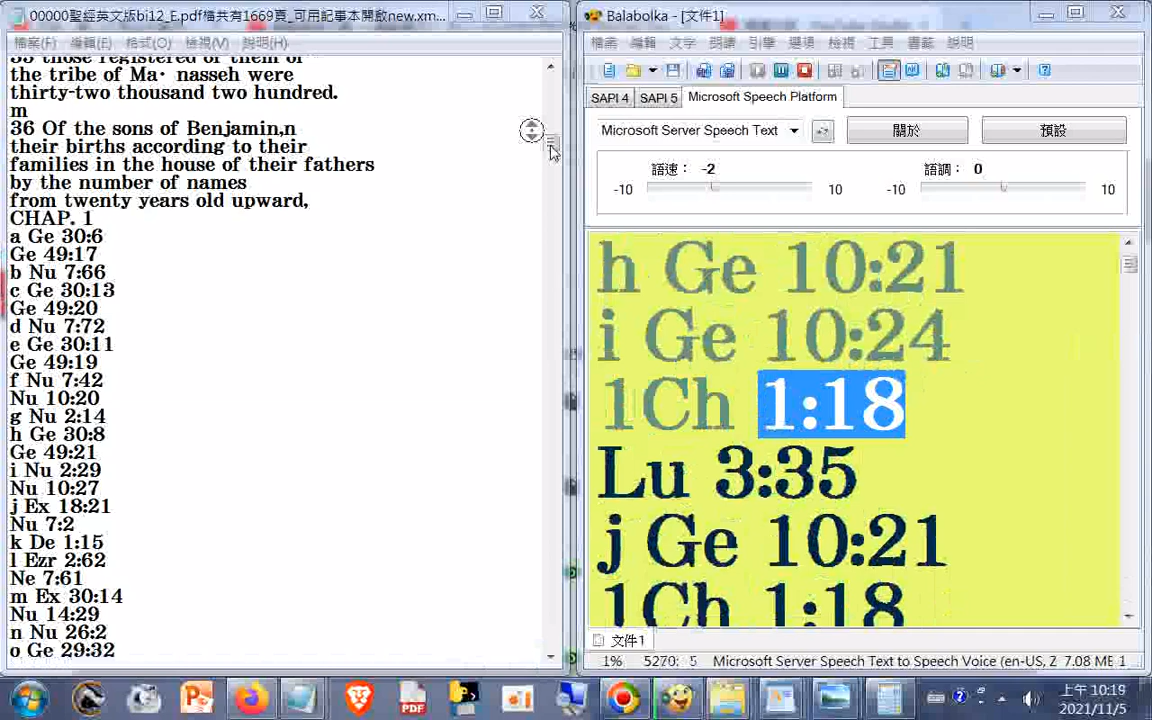 00000聖經英文版bi12_E.pdf檔共有1669頁_可用記事本開啟new.xm...
檔案(F) 編輯(E) 格式(O) 檢視(V) 說明(H)
35 those registered of them of
the tribe of Ma· nasseh were
thirty-two thousand two hundred.
m
36 Of the sons of Benjamin,n
their births according to their
families in the house of their fathers
by the number of names
from twenty years old upward,
CHAP. 1
a Ge 30:6
Ge 49:17
b Nu 7:66
c Ge 30:13
Ge 49:20
d Nu 7:72
e Ge 30:11
Ge 49:19
f Nu 7:42
Nu 10:20
g Nu 2:14
h Ge 30:8
Ge 49:21
i Nu 2:29
Nu 10:27
j Ex 18:21
Nu 7:2
k De 1:15
l Ezr 2:62
Ne 7:61
m Ex 30:14
Nu 14:29
n Nu 26:2
o Ge 29:32
Balabolka - [文件1]
檔案 編輯 文字 朗讀 引擎 選項 檢視 工具 書籤 說明
SAPI 4 SAPI 5 Microsoft Speech Platform
Microsoft Server Speech Text 關於 預設
語速： -2 語調： 0
-10 10 -10 10
h Ge 10:21
i Ge 10:24
1Ch 1:18
Lu 3:35
j Ge 10:21
1Ch 1:18
文件1
1% 5270: 5 Microsoft Server Speech Text to Speech Voice (en-US, Z 7.08 ME 1
PDF
上午 10:19
2021/11/5